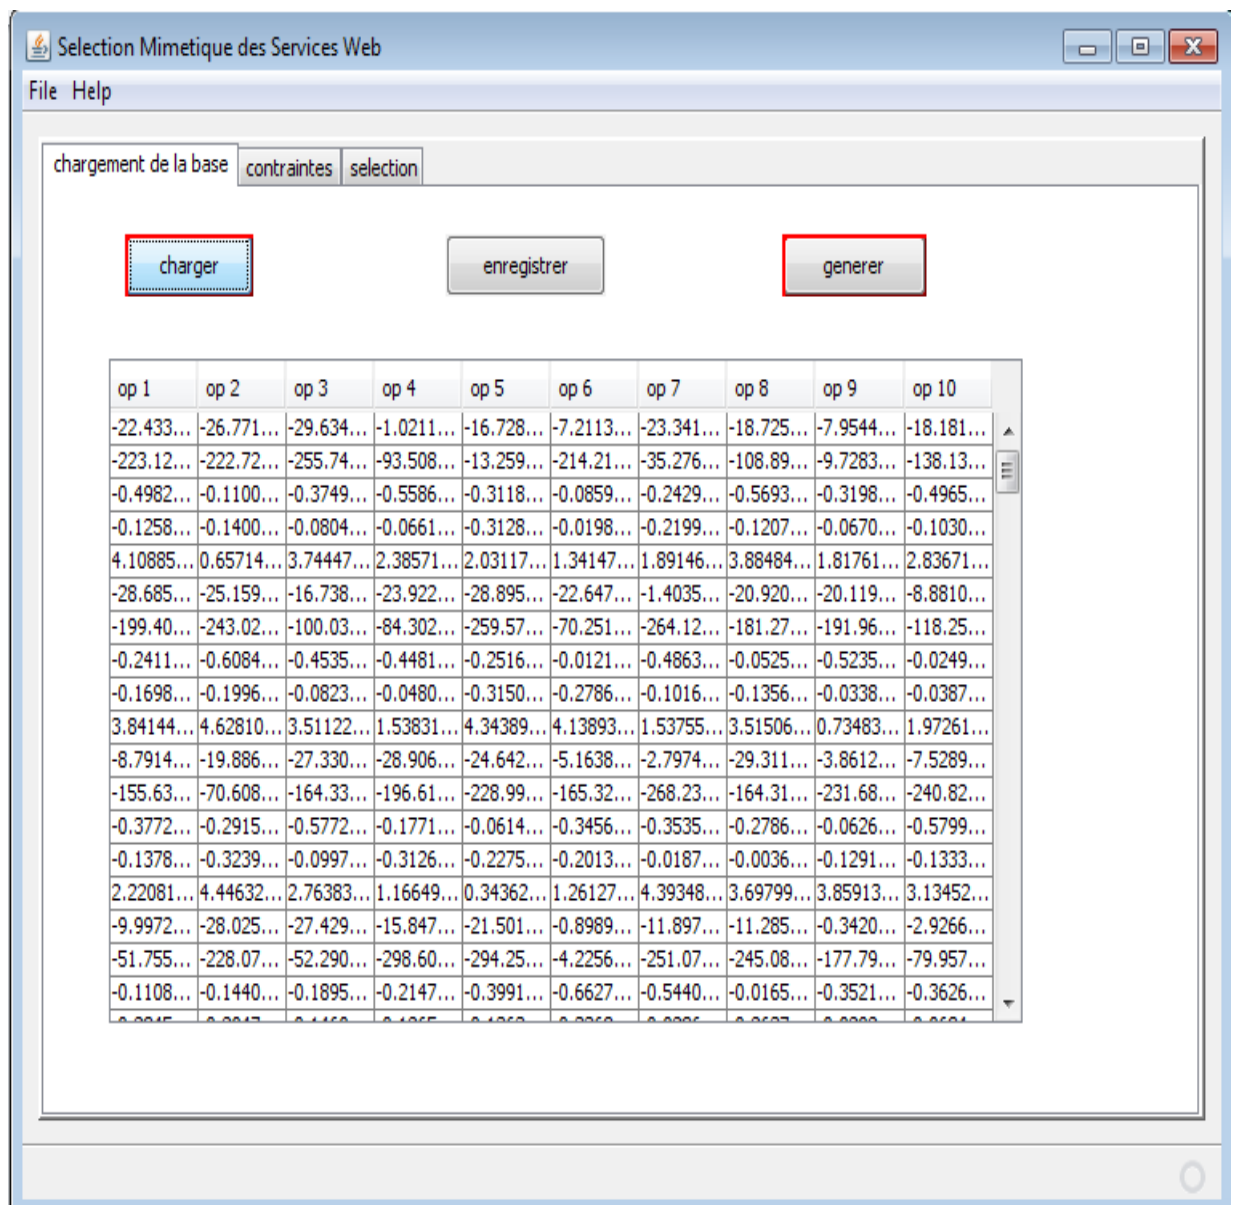 Selection Mimetique des Services Web
File Help
chargement de la base contraintes selection
charger enregistrer generer
op 1 op 2 op 3 op 4 op 5 op 6 op 7 op 8 op 9 op 10
-22.433... -26.771... -29.634... -1.0211... -16.728... -7.2113... -23.341... -18.725... -7.9544... -18.181...
-223.12... -222.72... -255.74... -93.508... -13.259... -214.21... -35.276... -108.89... -9.7283... -138.13...
-0.4982... -0.1100... -0.3749... -0.5586... -0.3118... -0.0859... -0.2429... -0.5693... -0.3198... -0.4965...
-0.1258... -0.1400... -0.0804... -0.0661... -0.3128... -0.0198... -0.2199... -0.1207... -0.0670... -0.1030...
4.10885... 0.65714... 3.74447... 2.38571... 2.03117... 1.34147... 1.89146... 3.88484... 1.81761... 2.83671...
-28.685... -25.159... -16.738... -23.922... -28.895... -22.647... -1.4035... -20.920... -20.119... -8.8810...
-199.40... -243.02... -100.03... -84.302... -259.57... -70.251... -264.12... -181.27... -191.96... -118.25...
-0.2411... -0.6084... -0.4535... -0.4481... -0.2516... -0.0121... -0.4863... -0.0525... -0.5235... -0.0249...
-0.1698... -0.1996... -0.0823... -0.0480... -0.3150... -0.2786... -0.1016... -0.1356... -0.0338... -0.0387...
3.84144... 4.62810... 3.51122... 1.53831... 4.34389... 4.13893... 1.53755... 3.51506... 0.73483... 1.97261...
-8.7914... -19.886... -27.330... -28.906... -24.642... -5.1638... -2.7974... -29.311... -3.8612... -7.5289...
-155.63... -70.608... -164.33... -196.61... -228.99... -165.32... -268.23... -164.31... -231.68... -240.82...
-0.3772... -0.2915... -0.5772... -0.1771... -0.0614... -0.3456... -0.3535... -0.2786... -0.0626... -0.5799...
-0.1378... -0.3239... -0.0997... -0.3126... -0.2275... -0.2013... -0.0187... -0.0036... -0.1291... -0.1333...
2.22081... 4.44632... 2.76383... 1.16649... 0.34362... 1.26127... 4.39348... 3.69799... 3.85913... 3.13452...
-9.9972... -28.025... -27.429... -15.847... -21.501... -0.8989... -11.897... -11.285... -0.3420... -2.9266...
-51.755... -228.07... -52.290... -298.60... -294.25... -4.2256... -251.07... -245.08... -177.79... -79.957...
-0.1108... -0.1440... -0.1895... -0.2147... -0.3991... -0.6627... -0.5440... -0.0165... -0.3521... -0.3626...